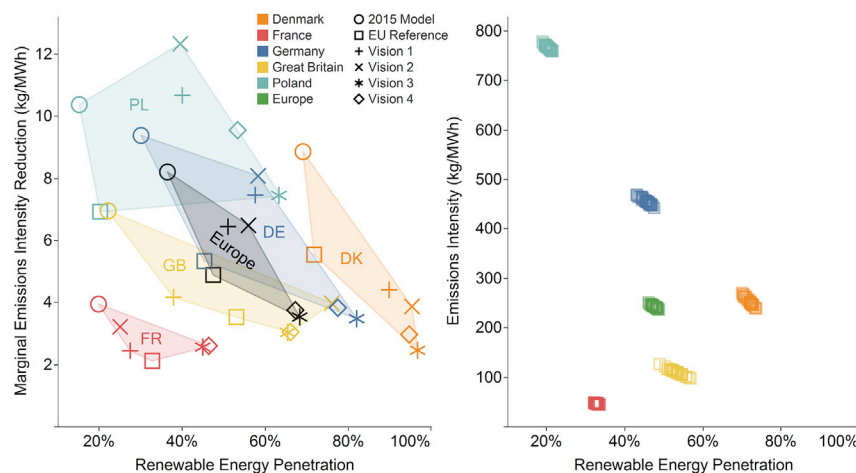 Marginal Emissions Intensity Reduction (kg/MWh)
12
10
8
6
4
2
20%
40%
60%
80%
100%
Renewable Energy Penetration
Denmark
France
Germany
Great Britain
Poland
Europe
2015 Model
EU Reference
Vision 1
Vision 2
Vision 3
Vision 4
PL
DE
Europe
GB
DK
FR
Emissions Intensity (kg/MWh)
800
700
600
500
400
300
200
100
20%
40%
60%
80%
100%
Renewable Energy Penetration